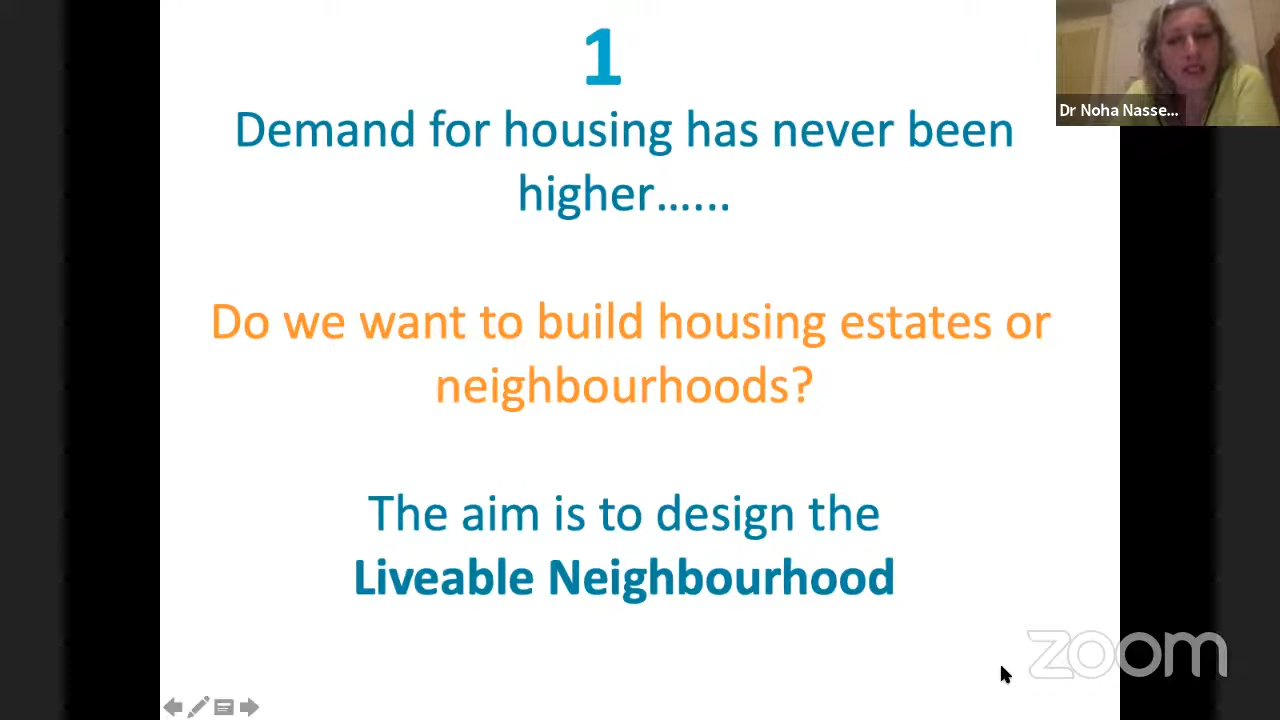 1
Demand for housing has never been
higher......
Do we want to build housing estates or
neighbourhoods?
The aim is to design the
Liveable Neighbourhood
Dr Noha Nasse...
zoom